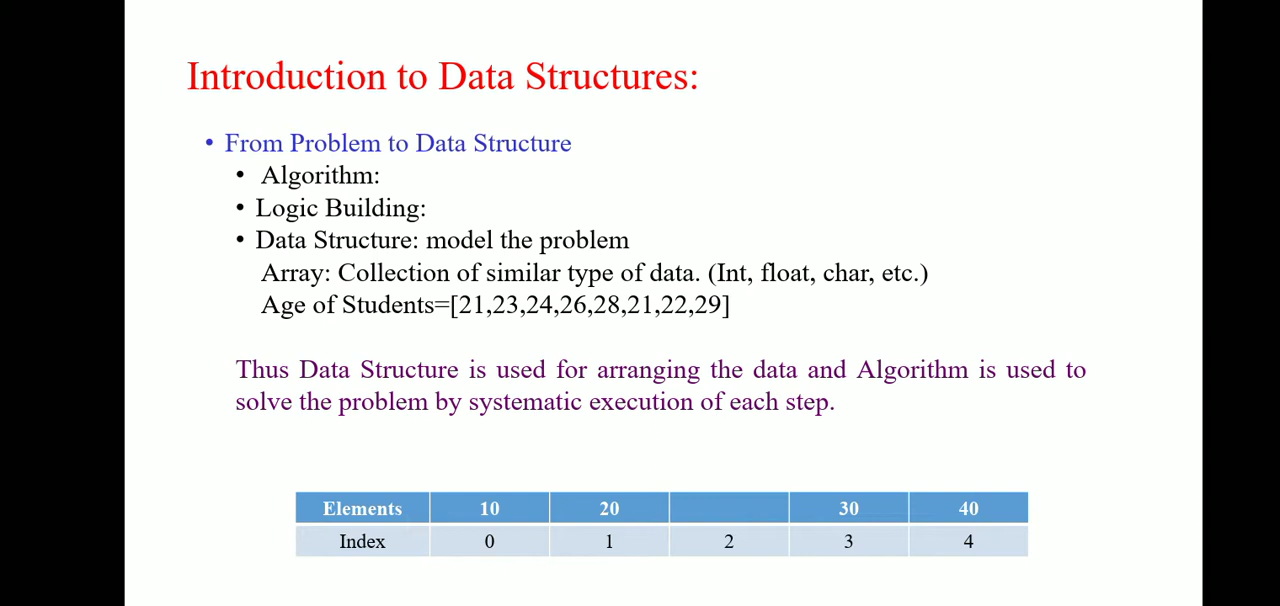 Introduction to Data Structures:
• From Problem to Data Structure
• Algorithm:
• Logic Building:
• Data Structure: model the problem
Array: Collection of similar type of data. (Int, float, char, etc.)
Age of Students=[21,23,24,26,28,21,22,29]
Thus Data Structure is used for arranging the data and Algorithm is used to
solve the problem by systematic execution of each step.
Elements 10 20 30 40
Index 0 1 2 3 4